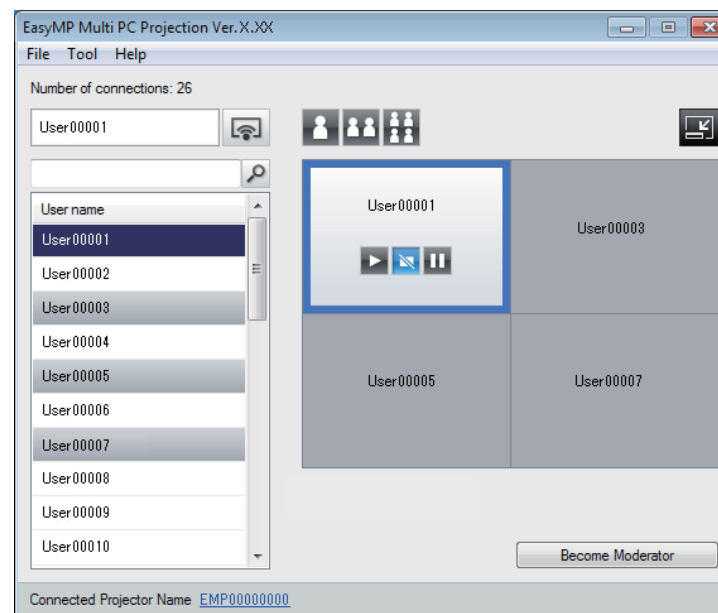 EasyMP Multi PC Projection Ver.X.XX
File Tool Help
Number of connections: 26
User00001
User name
User00001
User00002
User00003
User00004
User00005
User00006
User00007
User00008
User00009
User00010
User00001
User00003
User00005
User00007
Become Moderator
Connected Projector Name EMP00000000